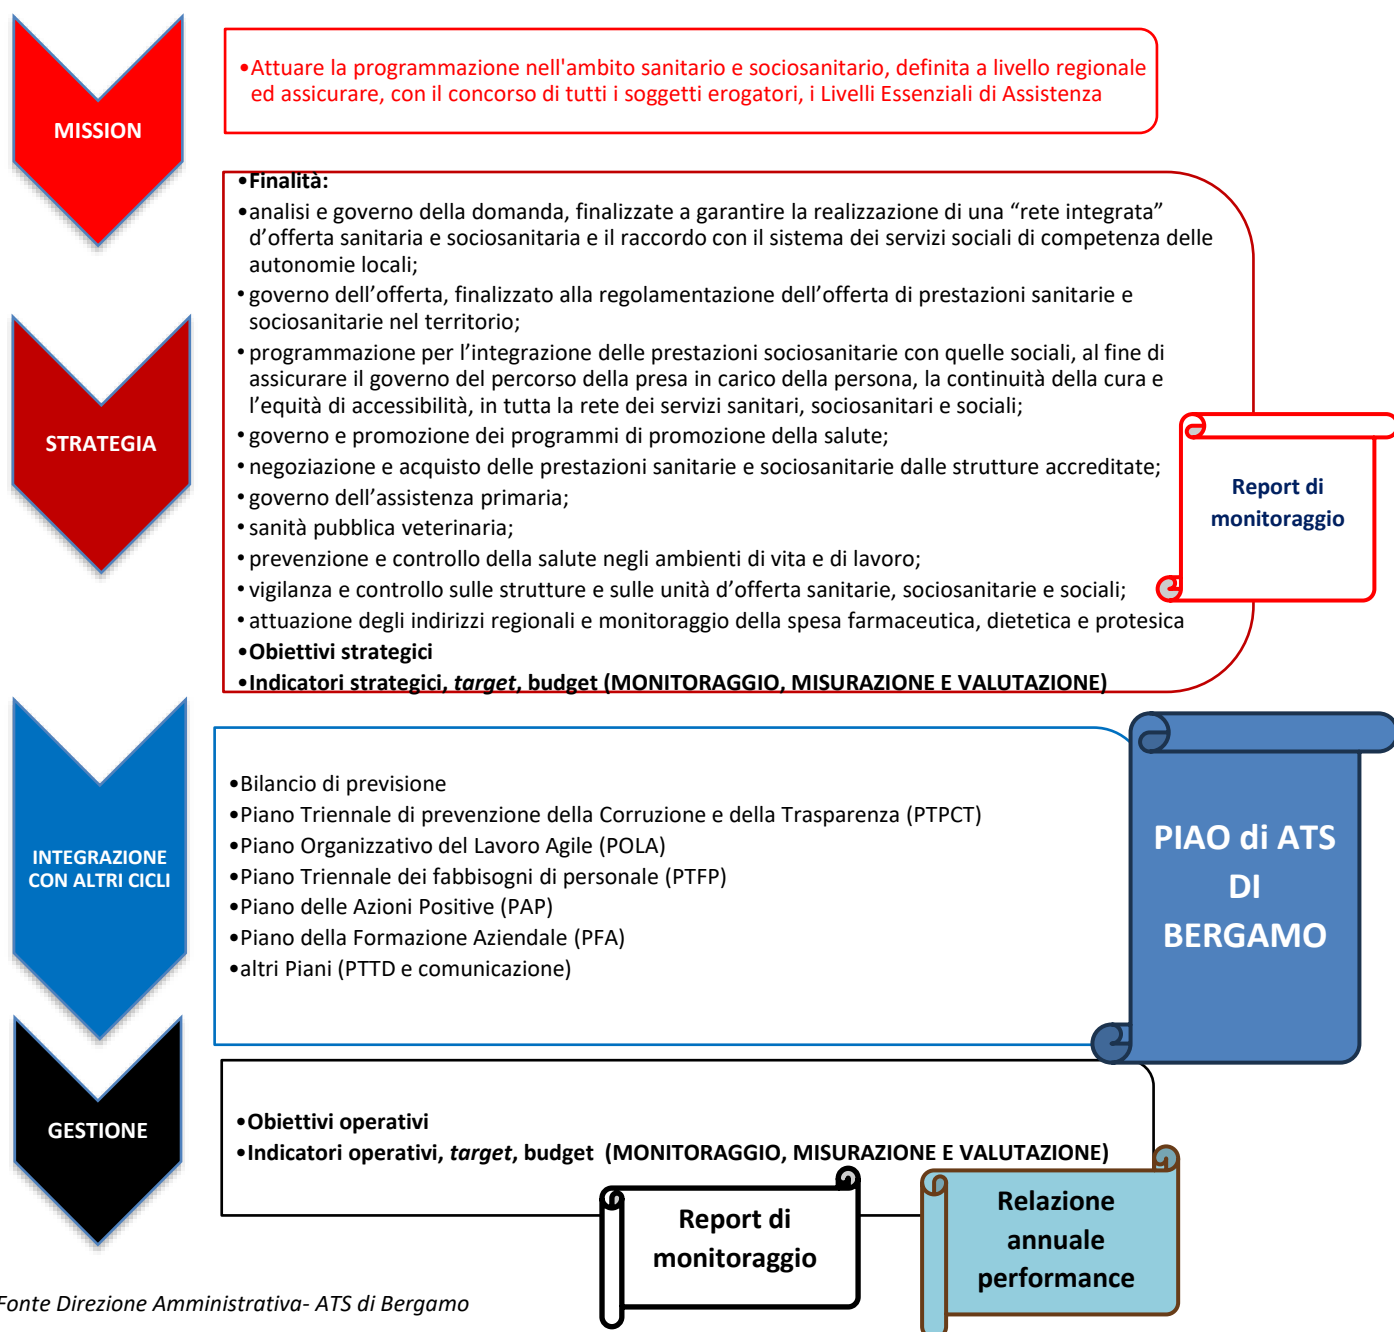 MISSION
•Attuare la programmazione nell'ambito sanitario e sociosanitario, definita a livello regionale
ed assicurare, con il concorso di tutti i soggetti erogatori, i Livelli Essenziali di Assistenza
STRATEGIA
•Finalità:
•analisi e governo della domanda, finalizzate a garantire la realizzazione di una “rete integrata”
d’offerta sanitaria e sociosanitaria e il raccordo con il sistema dei servizi sociali di competenza delle
autonomie locali;
•governo dell’offerta, finalizzato alla regolamentazione dell’offerta di prestazioni sanitarie e
sociosanitarie nel territorio;
•programmazione per l’integrazione delle prestazioni sociosanitarie con quelle sociali, al fine di
assicurare il governo del percorso della presa in carico della persona, la continuità della cura e
l’equità di accessibilità, in tutta la rete dei servizi sanitari, sociosanitari e sociali;
•governo e promozione dei programmi di promozione della salute;
•negoziazione e acquisto delle prestazioni sanitarie e sociosanitarie dalle strutture accreditate;
•governo dell’assistenza primaria;
•sanità pubblica veterinaria;
•prevenzione e controllo della salute negli ambienti di vita e di lavoro;
•vigilanza e controllo sulle strutture e sulle unità d’offerta sanitarie, sociosanitarie e sociali;
•attuazione degli indirizzi regionali e monitoraggio della spesa farmaceutica, dietetica e protesica
•Obiettivi strategici
•Indicatori strategici, target, budget (MONITORAGGIO, MISURAZIONE E VALUTAZIONE)
Report di
monitoraggio
INTEGRAZIONE
CON ALTRI CICLI
•Bilancio di previsione
•Piano Triennale di prevenzione della Corruzione e della Trasparenza (PTPCT)
•Piano Organizzativo del Lavoro Agile (POLA)
•Piano Triennale dei fabbisogni di personale (PTFP)
•Piano delle Azioni Positive (PAP)
•Piano della Formazione Aziendale (PFA)
•altri Piani (PTTD e comunicazione)
PIAO di ATS
DI
BERGAMO
GESTIONE
•Obiettivi operativi
•Indicatori operativi, target, budget (MONITORAGGIO, MISURAZIONE E VALUTAZIONE)
Report di
monitoraggio
Relazione
annuale
performance
Fonte Direzione Amministrativa- ATS di Bergamo